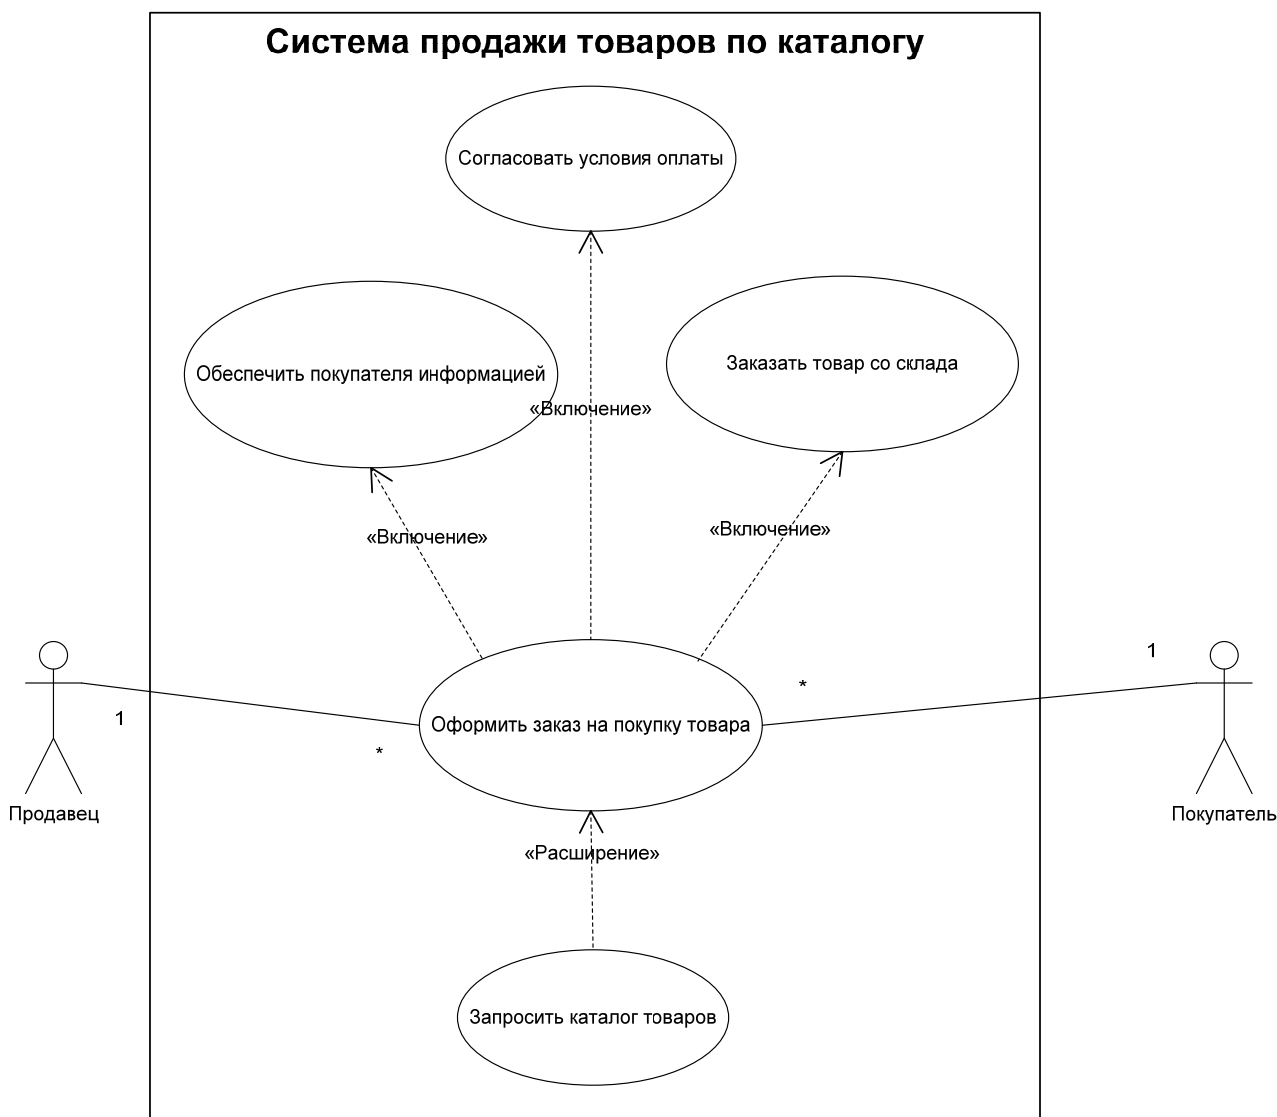 Система продажи товаров по каталогу
Согласовать условия оплаты
Обеспечить покупателя информацией
Заказать товар со склада
«Включение»
«Включение»
«Включение»
1
*
1
*
Оформить заказ на покупку товара
Продавец
Покупатель
«Расширение»
Запросить каталог товаров